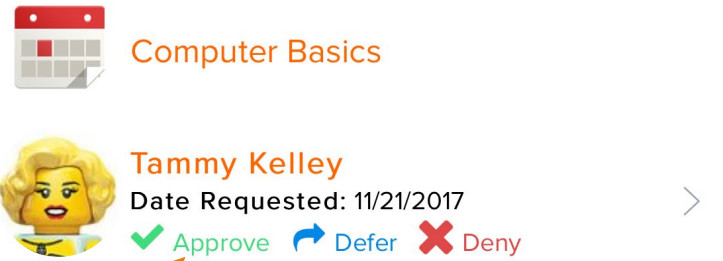 Computer Basics
Tammy Kelley
Date Requested: 11/21/2017
Approve Defer Deny